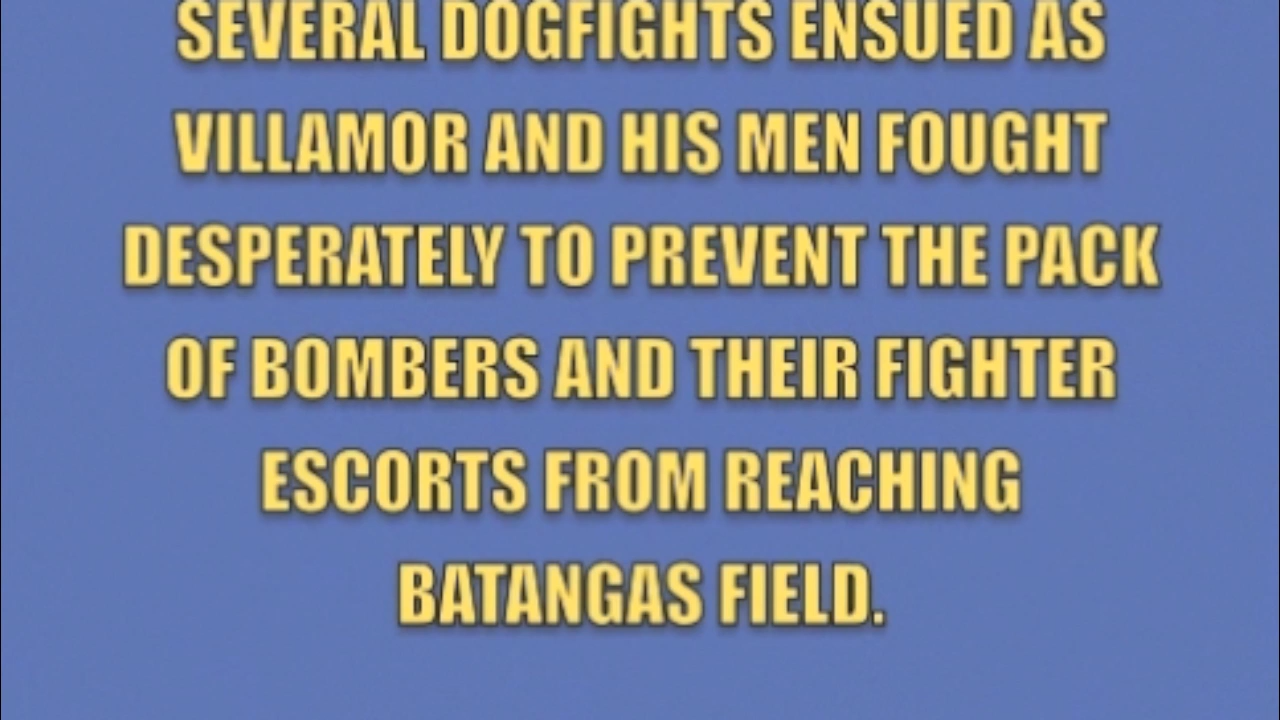 SEVERAL DOGFIGHTS ENSUED AS
VILLAMOR AND HIS MEN FOUGHT
DESPERATELY TO PREVENT THE PACK
OF BOMBERS AND THEIR FIGHTER
ESCORTS FROM REACHING
BATANGAS FIELD.